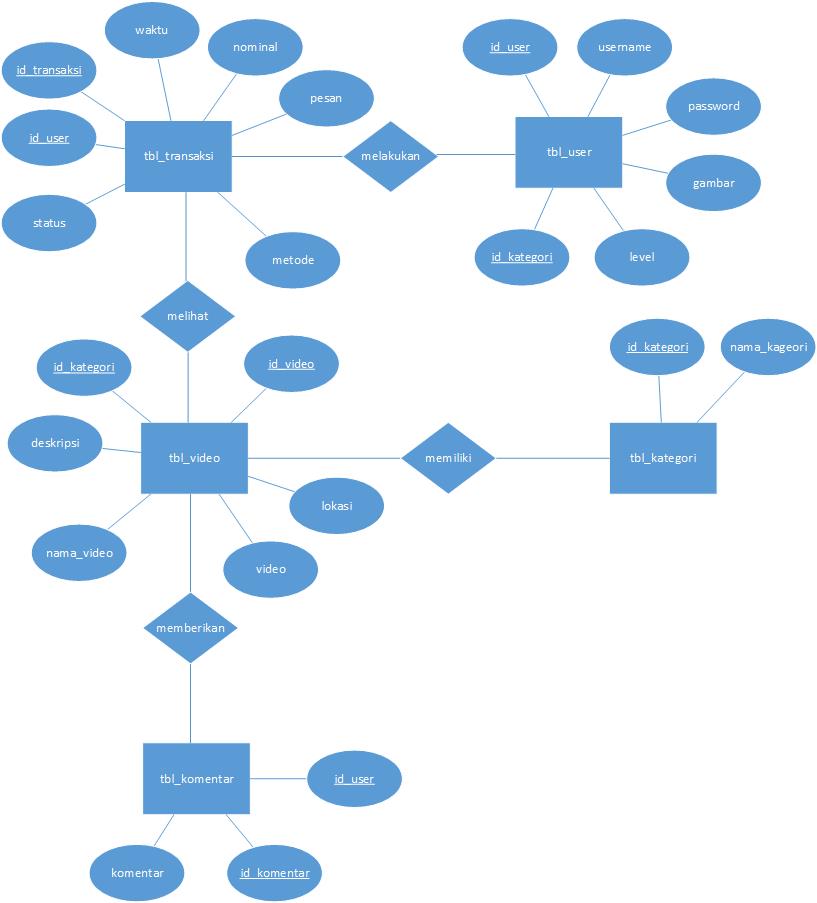 waktu
nominal
id_transaksi
pesan
id_user
tbl_transaksi
status
metode
melakukan
id_user
username
password
tbl_user
gambar
id_kategori
level
melihat
id_kategori
id_video
deskripsi
tbl_video
lokasi
nama_video
video
memiliki
id_kategori
nama_kageori
tbl_kategori
memberikan
tbl_komentar
id_user
komentar
id_komentar